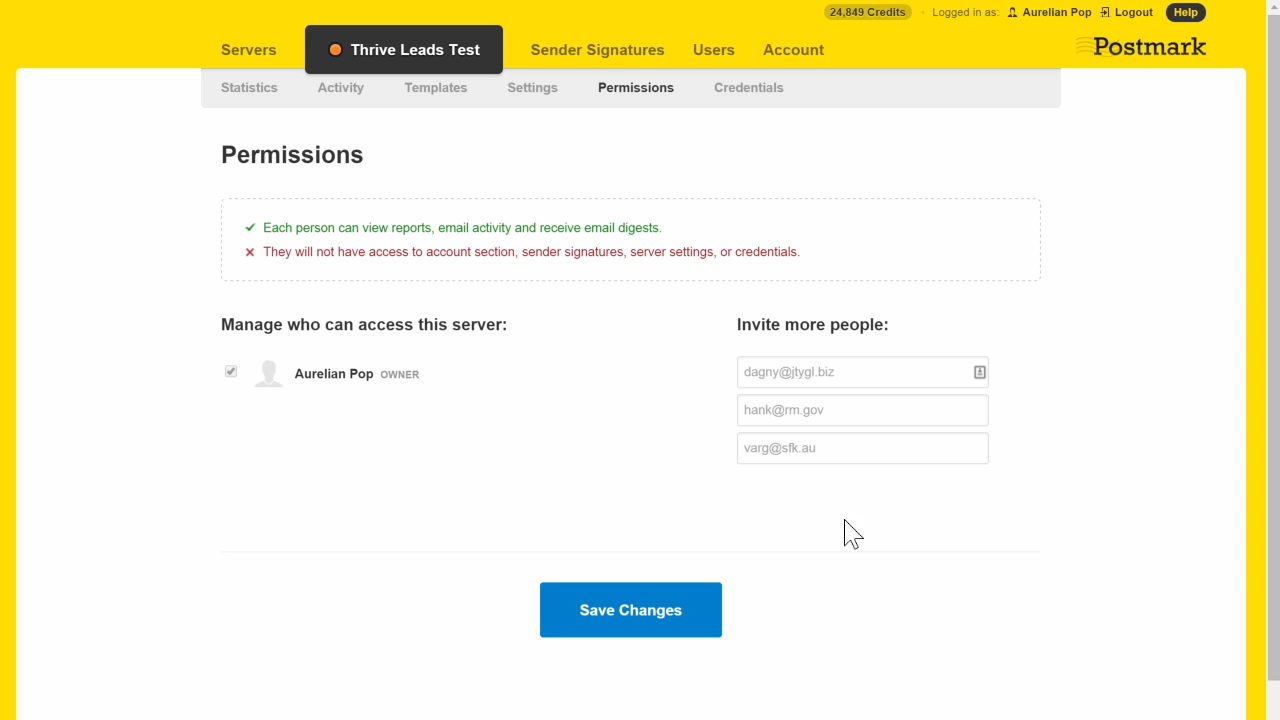 24,849 Credits · Logged in as: Aurelian Pop Logout Help
Servers Thrive Leads Test Sender Signatures Users Account Postmark
Statistics Activity Templates Settings Permissions Credentials
Permissions
Each person can view reports, email activity and receive email digests.
They will not have access to account section, sender signatures, server settings, or credentials.
Manage who can access this server:
Aurelian Pop OWNER
Invite more people:
dagny@jtygl.biz
hank@rm.gov
varg@sfk.au
Save Changes